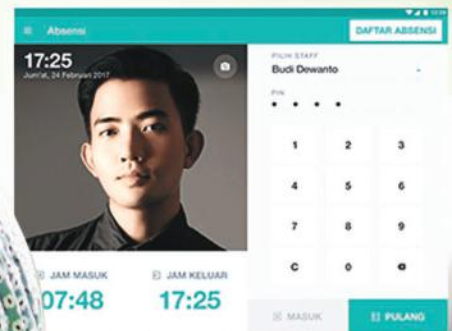 Absensi
DAFTAR ABSENSI
17:25
Jum'at, 24 Februari 2017
PILIH STAFF
Budi Dewanto
PIN
1 2 3
4 5 6
7 8 9
C 0
JAM MASUK
JAM KELUAR
07:48
17:25
MASUK
PULANG